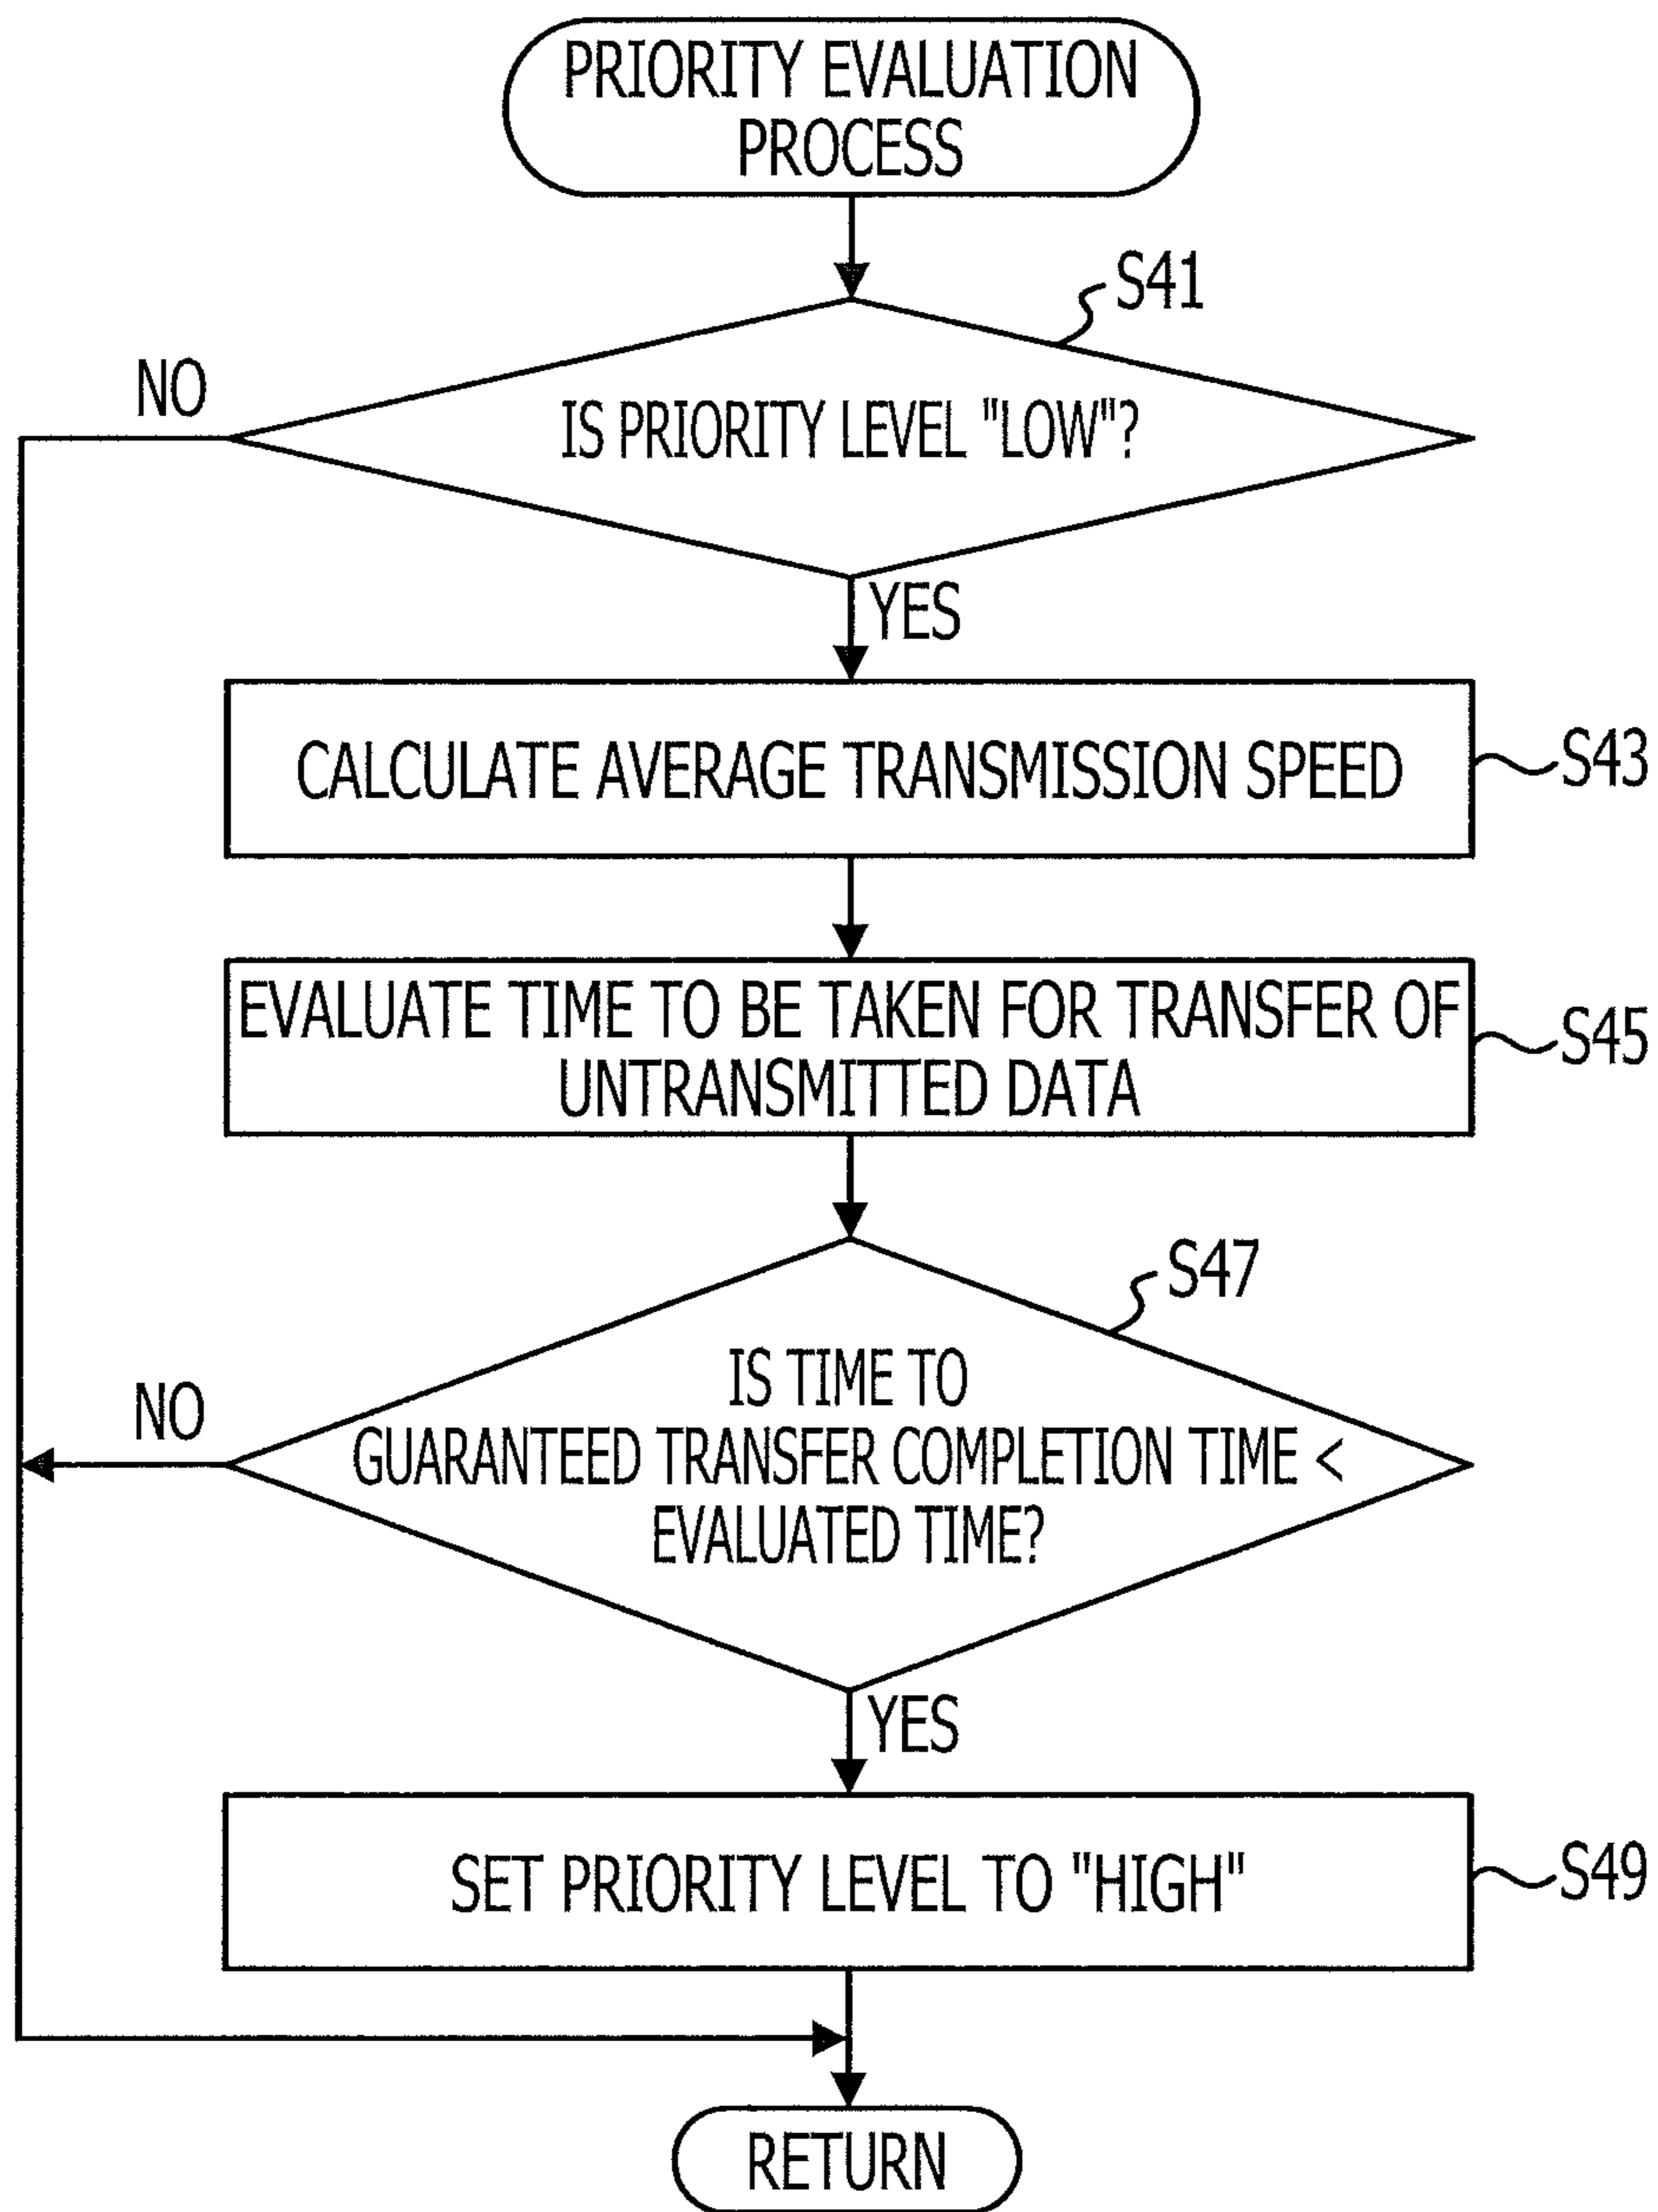 PRIORITY EVALUATION
PROCESS
S41
NO
IS PRIORITY LEVEL "LOW"?
YES
CALCULATE AVERAGE TRANSMISSION SPEED
S43
EVALUATE TIME TO BE TAKEN FOR TRANSFER OF
UNTRANSMITTED DATA
S45
S47
NO
IS TIME TO
GUARANTEED TRANSFER COMPLETION TIME <
EVALUATED TIME?
YES
SET PRIORITY LEVEL TO "HIGH"
S49
RETURN